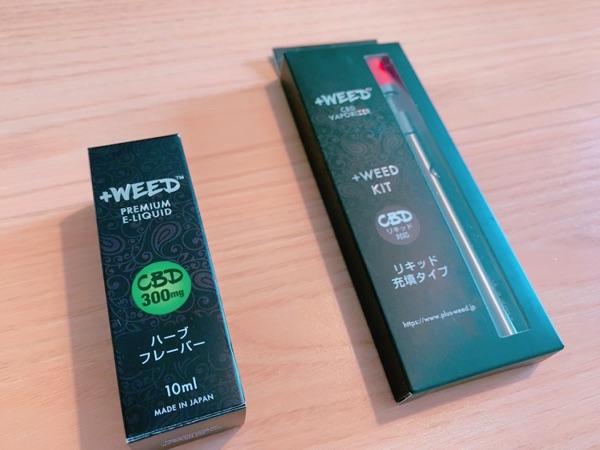 +WEED™
PREMIUM
E-LIQUID
CBD
300mg
ハーブ
フレーバー
10ml
MADE IN JAPAN
+WEED
CBD
VAPORIZER
+WEED
KIT
CBD
リキッド
対応
リキッド
充填タイプ
https://www.plus-weed.jp